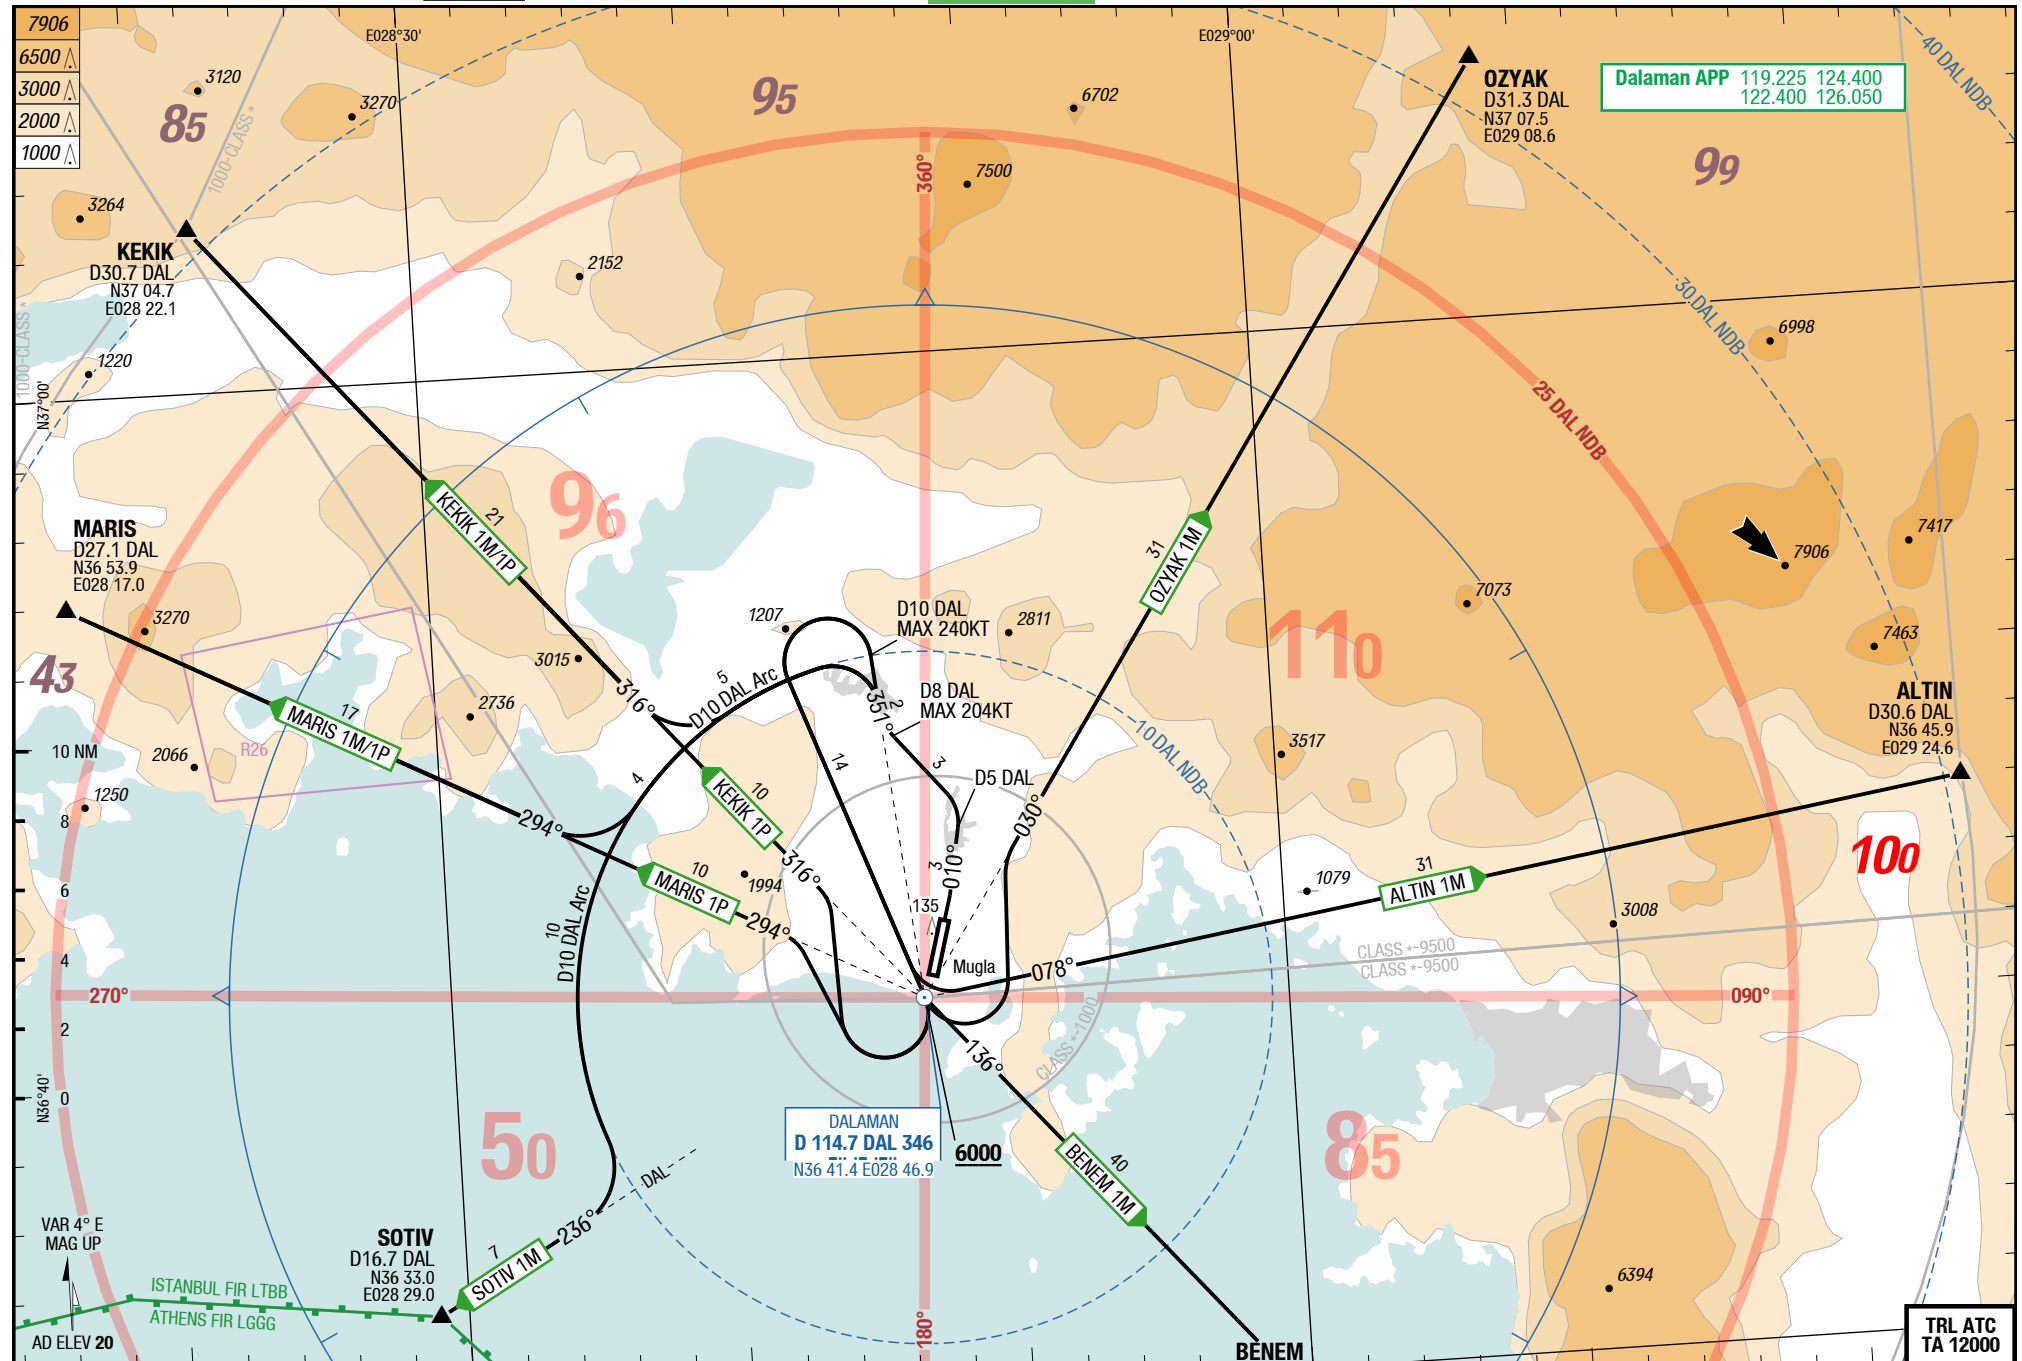 7906
6500
3000
2000
1000
E028°30'
E029°00'
3120
3270
85
1000-CLASS *
95
6702
7500
360°
OZYAK
D31.3 DAL
N37 07.5
E029 08.6
Dalaman APP 119.225 124.400
122.400 126.050
40 DAL NDB
99
3264
KEKIK
D30.7 DAL
N37 04.7
E028 22.1
2152
30 DAL NDB
6998
1000-CLASS *
1220
N37°00'
25 DAL NDB
96
21
KEKIK 1M/1P
MARIS
D27.1 DAL
N36 53.9
E028 17.0
31
OZYAK 1M
7417
7906
7073
7463
110
3270
43
1207
D10 DAL
MAX 240KT
2811
3015
316°
5
D10 DAL Arc
351°
2
D8 DAL
MAX 204KT
17
MARIS 1M/1P
2736
R26
2066
10 NM
1250
8
6
4
2
0
10 DAL NDB
3517
ALTIN
D30.6 DAL
N36 45.9
E029 24.6
14
3
D5 DAL
4
294°
10
KEKIK 1P
316°
030°
3
010°
10
MARIS 1P
1994
294°
135
Mugla
10
D10 DAL Arc
31
ALTIN 1M
1079
3008
100
CLASS *-9500
CLASS *-9500
078°
270°
090°
136°
CLASS *-1000
N36°40'
50
DALAMAN
D 114.7 DAL 346
N36 41.4 E028 46.9
6000
40
BENEM 1M
85
DAL
236°
7
SOTIV 1M
SOTIV
D16.7 DAL
N36 33.0
E028 29.0
VAR 4° E
MAG UP
ISTANBUL FIR LTBB
ATHENS FIR LGGG
AD ELEV 20
180°
BENEM
6394
TRL ATC
TA 12000